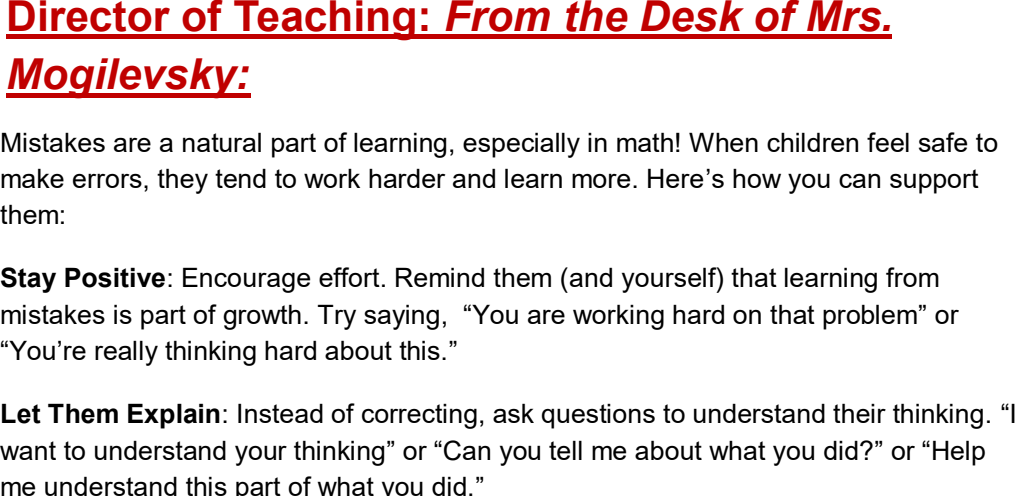 Director of Teaching: From the Desk of Mrs.
Mogilevsky:
Mistakes are a natural part of learning, especially in math! When children feel safe to
make errors, they tend to work harder and learn more. Here’s how you can support
them:
Stay Positive: Encourage effort. Remind them (and yourself) that learning from
mistakes is part of growth. Try saying,  “You are working hard on that problem” or
“You’re really thinking hard about this.”
Let Them Explain: Instead of correcting, ask questions to understand their thinking. “I
want to understand your thinking” or “Can you tell me about what you did?” or “Help
me understand this part of what you did.”